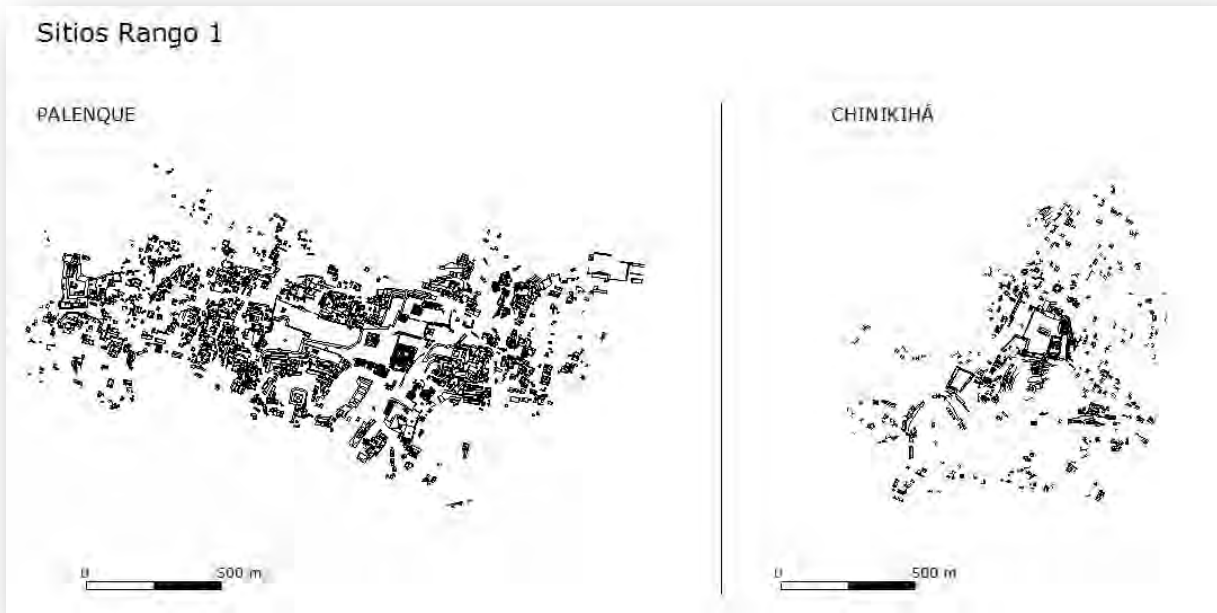 Sitios Rango 1
PALENQUE
CHINIKIHÁ
0 500 m
0 500 m